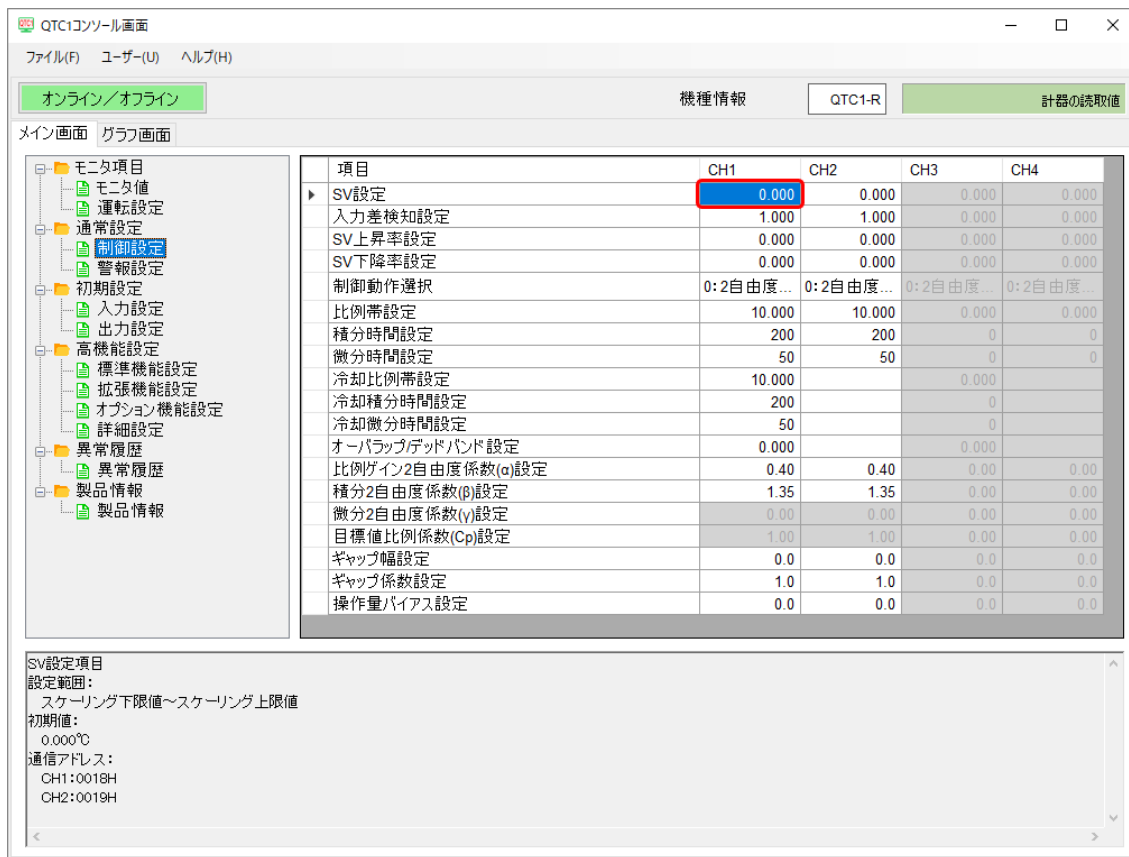 QTC1コンソール画面
ファイル(F) ユーザー(U) ヘルプ(H)
オンライン／オフライン 機種情報 QTC1-R 計器の読取値
メイン画面 グラフ画面
モニタ項目
モニタ値
運転設定
通常設定
制御設定
警報設定
初期設定
入力設定
出力設定
高機能設定
標準機能設定
拡張機能設定
オプション機能設定
詳細設定
異常履歴
異常履歴
製品情報
製品情報
項目 CH1 CH2 CH3 CH4
SV設定 0.000 0.000 0.000 0.000
入力差検知設定 1.000 1.000 0.000 0.000
SV上昇率設定 0.000 0.000 0.000 0.000
SV下降率設定 0.000 0.000 0.000 0.000
制御動作選択 0:2自由度... 0:2自由度... 0:2自由度... 0:2自由度...
比例帯設定 10.000 10.000 0.000 0.000
積分時間設定 200 200 0 0
微分時間設定 50 50 0 0
冷却比例帯設定 10.000 0.000
冷却積分時間設定 200 0
冷却微分時間設定 50 0
オーバラップ/デッドバンド設定 0.000 0.000
比例ゲイン2自由度係数(α)設定 0.40 0.40 0.00 0.00
積分2自由度係数(β)設定 1.35 1.35 0.00 0.00
微分2自由度係数(γ)設定 0.00 0.00 0.00 0.00
目標値比例係数(Cp)設定 1.00 1.00 0.00 0.00
ギャップ幅設定 0.0 0.0 0.0 0.0
ギャップ係数設定 1.0 1.0 0.0 0.0
操作量バイアス設定 0.0 0.0 0.0 0.0
SV設定項目
設定範囲：
スケーリング下限値～スケーリング上限値
初期値：
0.000℃
通信アドレス：
CH1：0018H
CH2：0019H